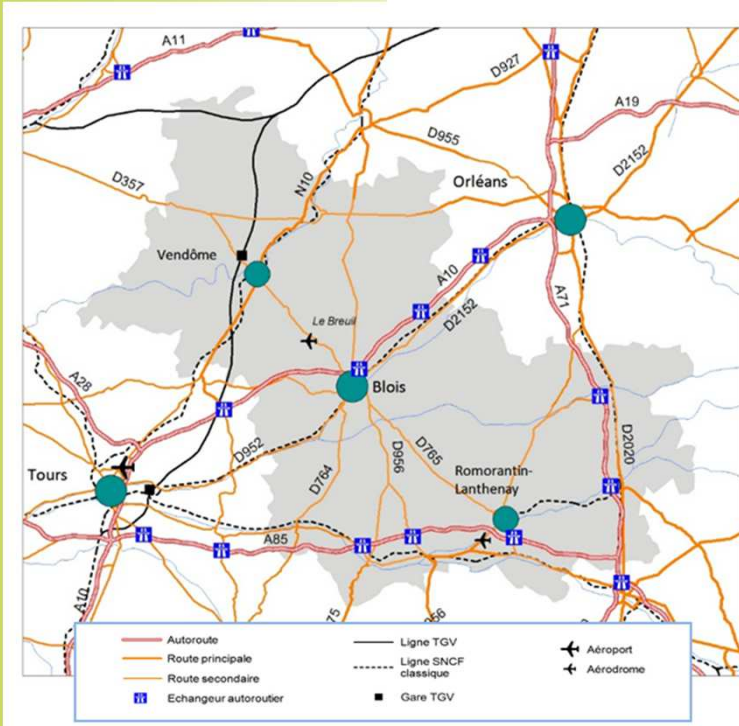 A11
D927
A19
D955
D2152
D357
N10
Orléans
Vendôme
A10
Le Breuil
D2152
A71
A28
Blois
D952
D956
D765
D764
D2020
Tours
Romorantin-
Lanthenay
A85
A10
Autoroute
Route principale
Route secondaire
Echangeur autoroutier
Ligne TGV
Ligne SNCF
classique
Gare TGV
Aéroport
Aérodrome